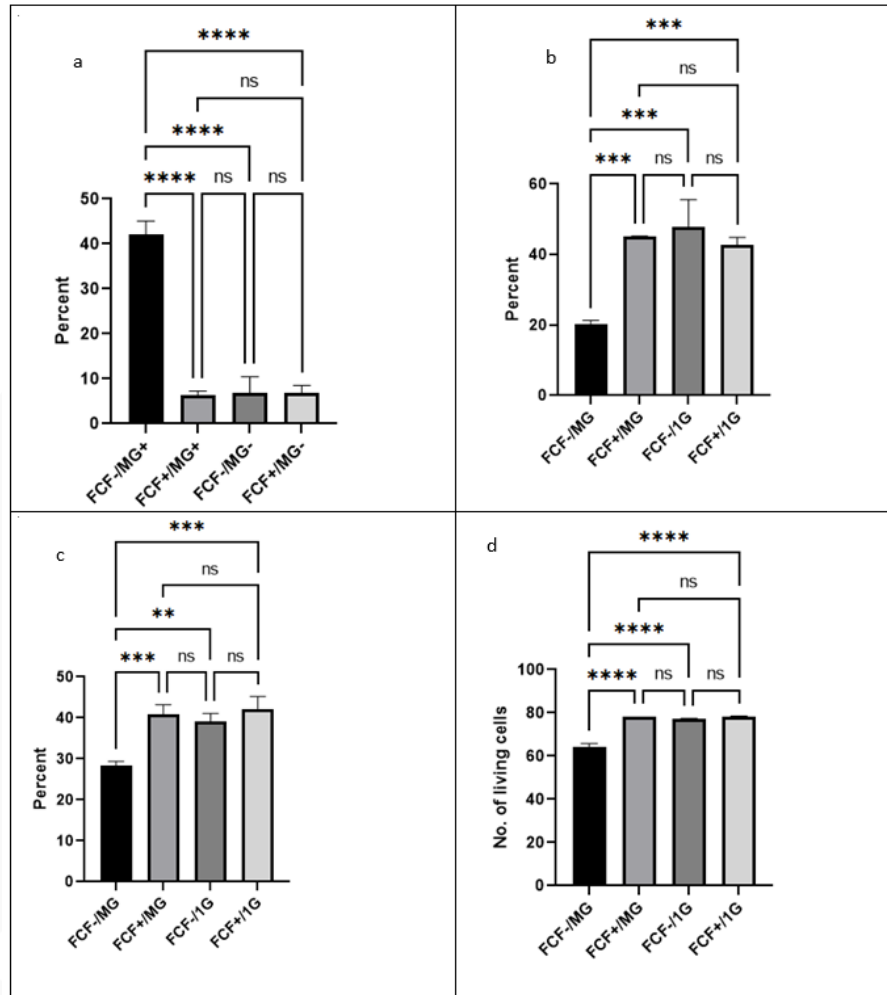 a
****
ns
****
**** ns ns
50
40
30
20
10
0
Percent
FCF-/MG+ FCF+/MG+ FCF-/MG- FCF+/MG-
b
***
ns
***
*** ns ns
60
40
20
0
Percent
FCF-/MG FCF+/MG FCF-/1G FCF+/1G
c
***
ns
**
*** ns ns
50
40
30
20
10
0
Percent
FCF-/MG FCF+/MG FCF-/1G FCF+/1G
d
****
ns
****
**** ns ns
100
80
60
40
20
0
No. of living cells
FCF-/MG FCF+/MG FCF-/1G FCF+/1G